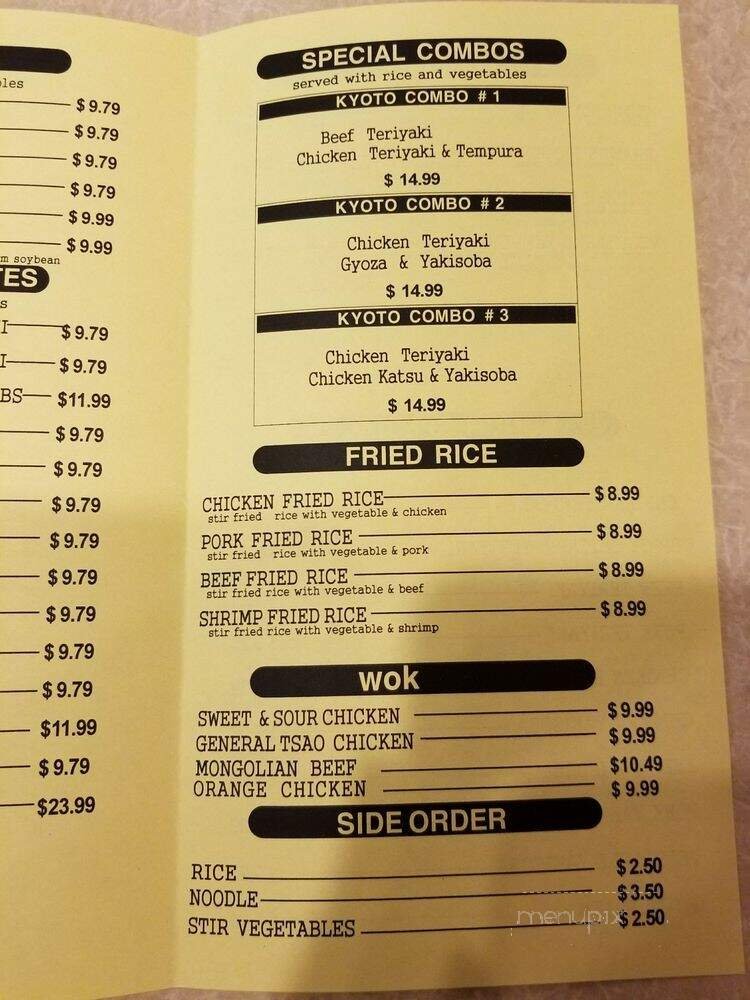 les
$ 9.79
$ 9.79
$ 9.79
$ 9.79
$ 9.99
$ 9.99
m soybean
TES
s
I $ 9.79
I $ 9.79
BS $11.99
$ 9.79
$ 9.79
$ 9.79
$ 9.79
$ 9.79
$ 9.79
$ 9.79
$ 9.79
$11.99
$ 9.79
$23.99
SPECIAL COMBOS
served with rice and vegetables
KYOTO COMBO # 1
Beef Teriyaki
Chicken Teriyaki & Tempura
$ 14.99
KYOTO COMBO # 2
Chicken Teriyaki
Gyoza & Yakisoba
$ 14.99
KYOTO COMBO # 3
Chicken Teriyaki
Chicken Katsu & Yakisoba
$ 14.99
FRIED RICE
CHICKEN FRIED RICE $ 8.99
stir fried rice with vegetable & chicken
PORK FRIED RICE $ 8.99
stir fried rice with vegetable & pork
BEEF FRIED RICE $ 8.99
stir fried rice with vegetable & beef
SHRIMP FRIED RICE $ 8.99
stir fried rice with vegetable & shrimp
wok
SWEET & SOUR CHICKEN $ 9.99
GENERAL TSAO CHICKEN $ 9.99
MONGOLIAN BEEF $10.49
ORANGE CHICKEN $ 9.99
SIDE ORDER
RICE $ 2.50
NOODLE $ 3.50
STIR VEGETABLES $ 2.50
menupix